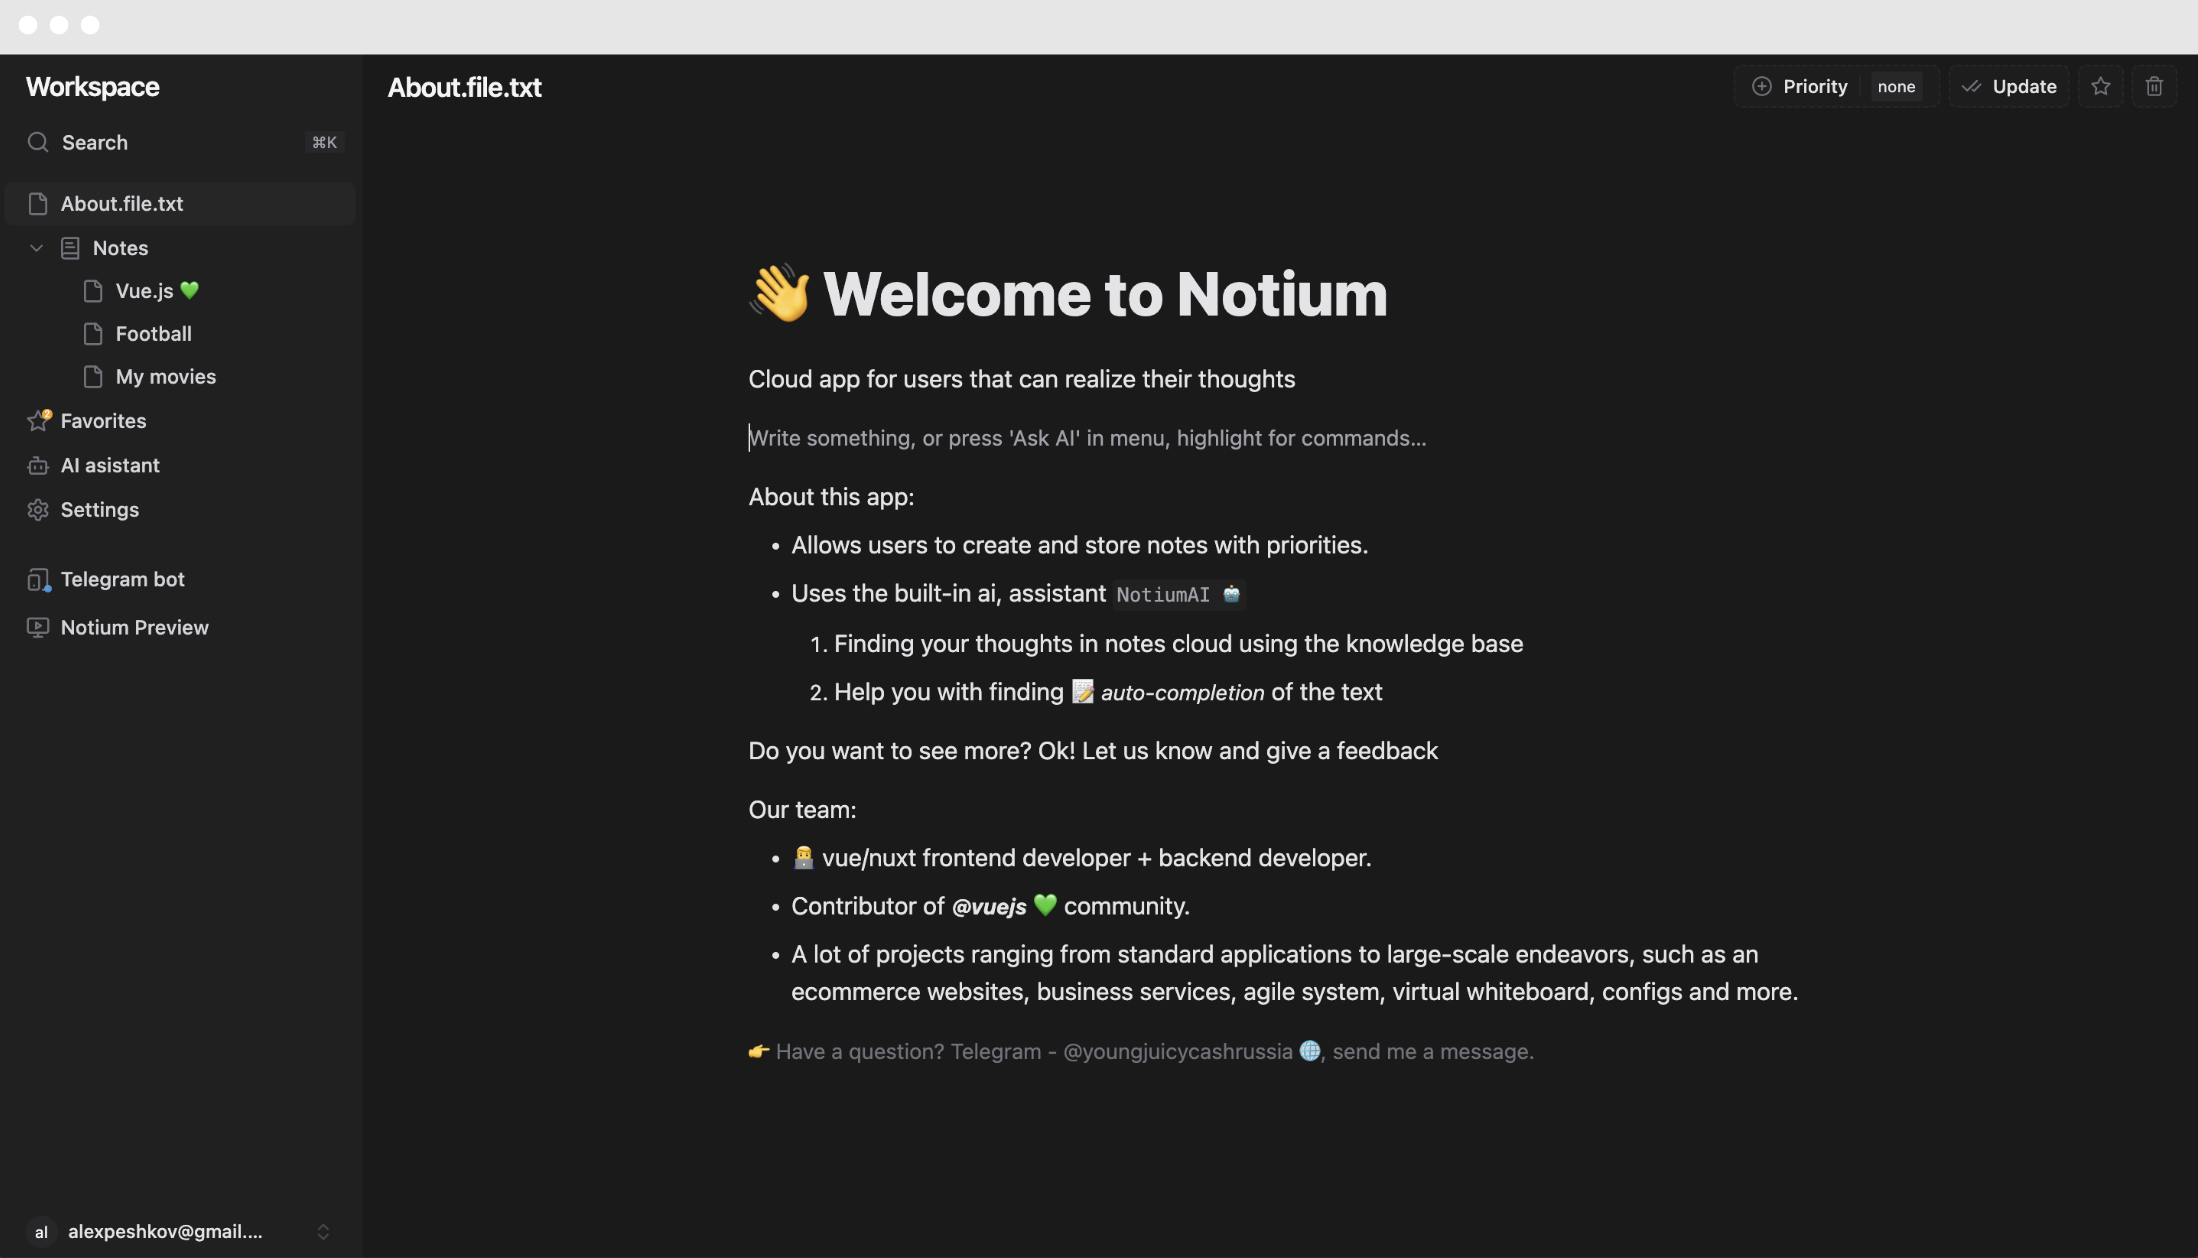 Workspace
Search ⌘K
About.file.txt
Notes
Vue.js 💚
Football
My movies
2
Favorites
AI asistant
Settings
Telegram bot
Notium Preview
al alexpeshkov@gmail....
About.file.txt
Priority none Update
👋 Welcome to Notium
Cloud app for users that can realize their thoughts
Write something, or press 'Ask AI' in menu, highlight for commands...
About this app:
• Allows users to create and store notes with priorities.
• Uses the built-in ai, assistant NotiumAI 🤖
1. Finding your thoughts in notes cloud using the knowledge base
2. Help you with finding 📝 auto-completion of the text
Do you want to see more? Ok! Let us know and give a feedback
Our team:
• 👨‍💻 vue/nuxt frontend developer + backend developer.
• Contributor of @vuejs 💚 community.
• A lot of projects ranging from standard applications to large-scale endeavors, such as an
ecommerce websites, business services, agile system, virtual whiteboard, configs and more.
👉 Have a question? Telegram - @youngjuicycashrussia 🌐, send me a message.